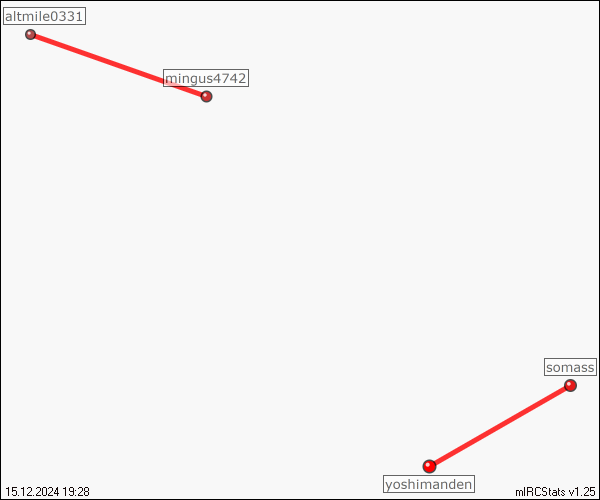 altmile0331
mingus4742
somass
yoshimanden
15.12.2024 19:28
mIRCStats v1.25